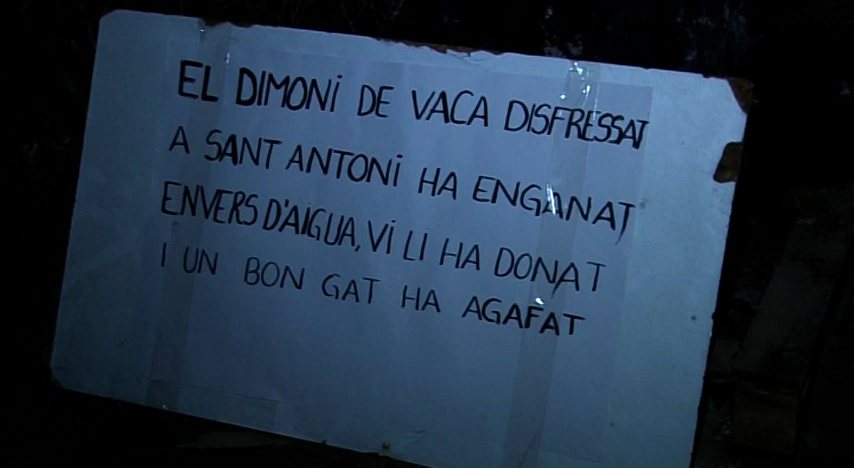 EL DIMONI DE VACA DISFRESSAT
A SANT ANTONI HA ENGANAT
ENVERS D'AIGUA, VI LI HA DONAT
I UN BON GAT HA AGAFAT